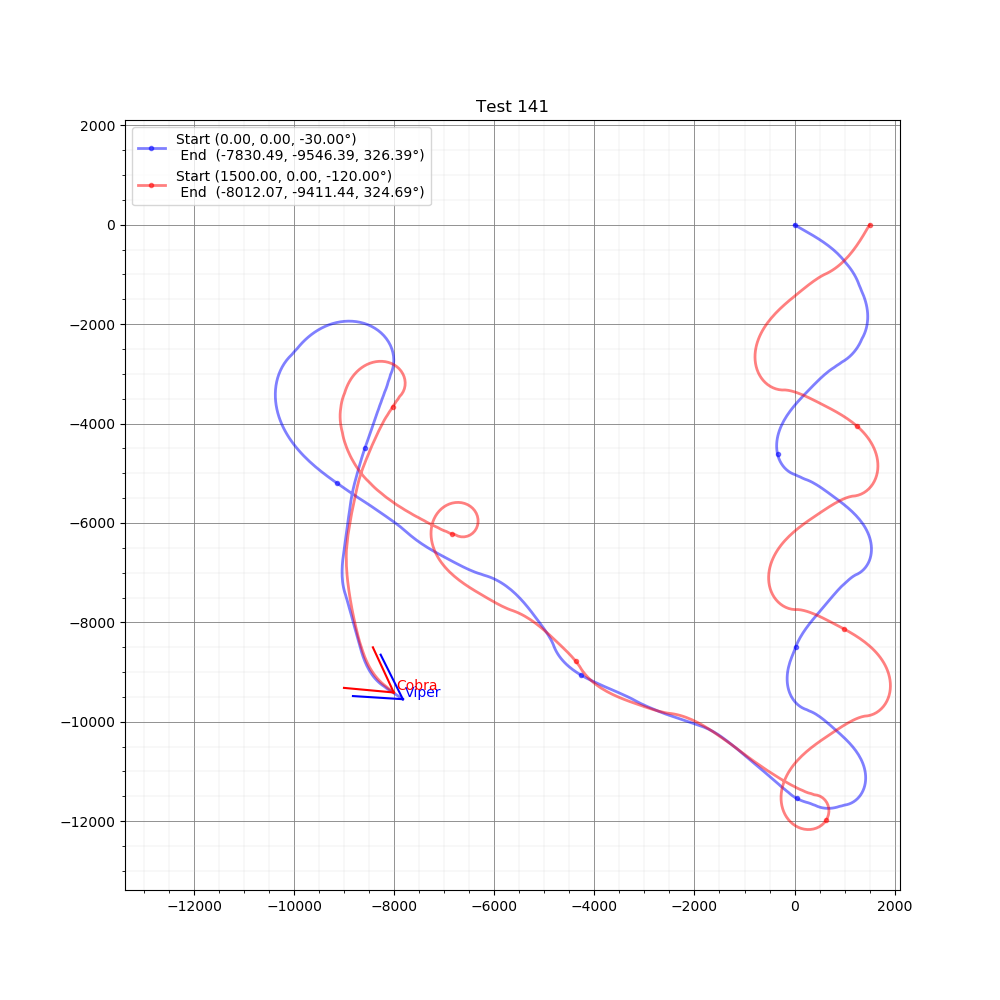 Test 141
Start (0.00, 0.00, -30.00°)
End  (-7830.49, -9546.39, 326.39°)
Start (1500.00, 0.00, -120.00°)
End  (-8012.07, -9411.44, 324.69°)
2000
0
−2000
−4000
−6000
−8000
−10000
−12000
Cobra
Viper
−12000 −10000 −8000 −6000 −4000 −2000 0 2000